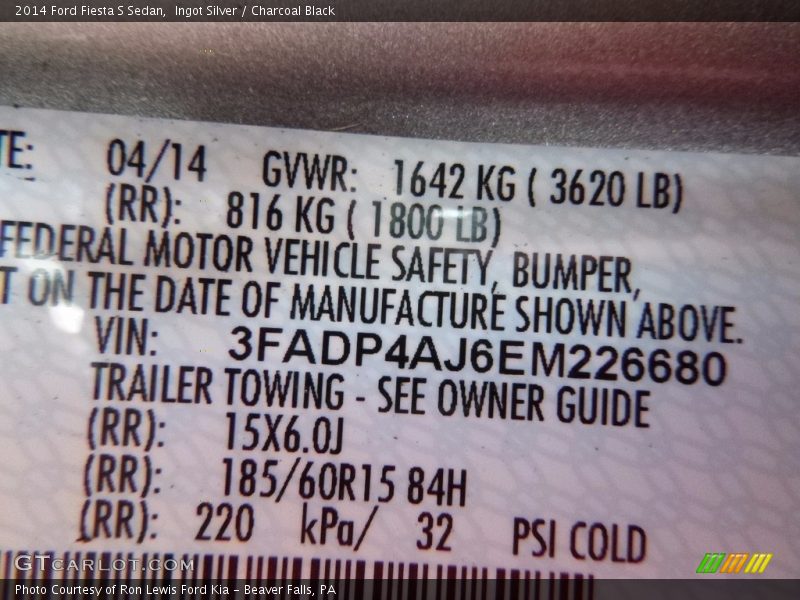 2014 Ford Fiesta S Sedan,  Ingot Silver / Charcoal Black
TE: 04/14 GVWR: 1642 KG ( 3620 LB)
(RR): 816 KG ( 1800 LB)
FEDERAL MOTOR VEHICLE SAFETY, BUMPER,
T ON THE DATE OF MANUFACTURE SHOWN ABOVE.
VIN: 3FADP4AJ6EM226680
TRAILER TOWING - SEE OWNER GUIDE
(RR): 15X6.0J
(RR): 185/60R15 84H
(RR): 220 kPa/ 32 PSI COLD
GTCarlot.com
Photo Courtesy of Ron Lewis Ford Kia – Beaver Falls, PA